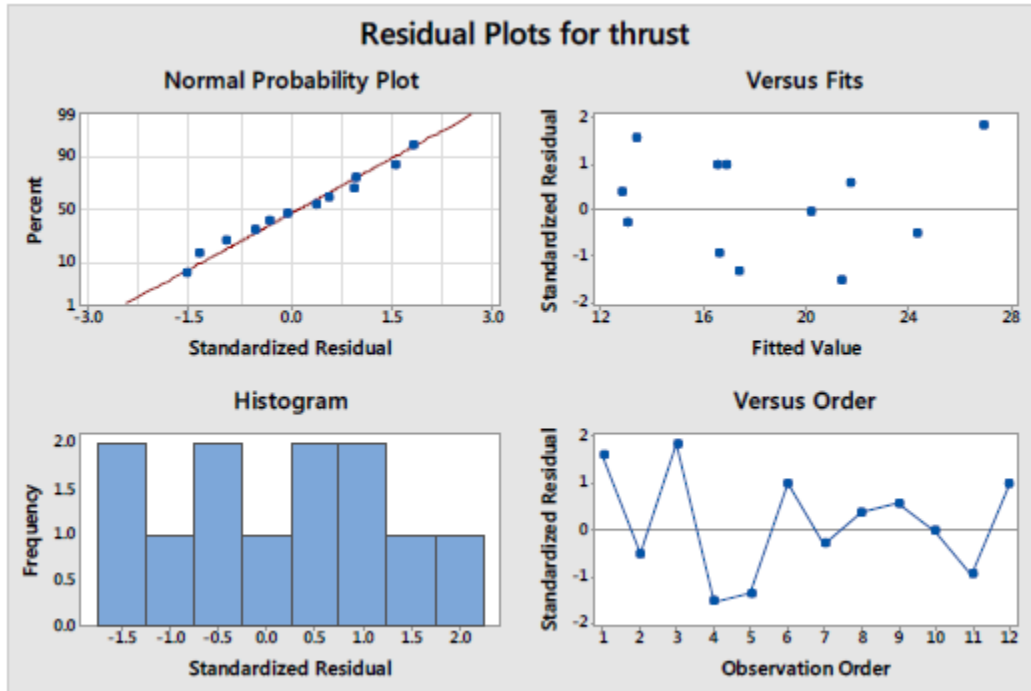 Residual Plots for thrust
Normal Probability Plot
99
90
50
10
1
Percent
-3.0 -1.5 0.0 1.5 3.0
Standardized Residual
Versus Fits
2
1
0
-1
-2
Standardized Residual
12 16 20 24 28
Fitted Value
Histogram
2.0
1.5
1.0
0.5
0.0
Frequency
-1.5 -1.0 -0.5 0.0 0.5 1.0 1.5 2.0
Standardized Residual
Versus Order
2
1
0
-1
-2
Standardized Residual
1 2 3 4 5 6 7 8 9 10 11 12
Observation Order